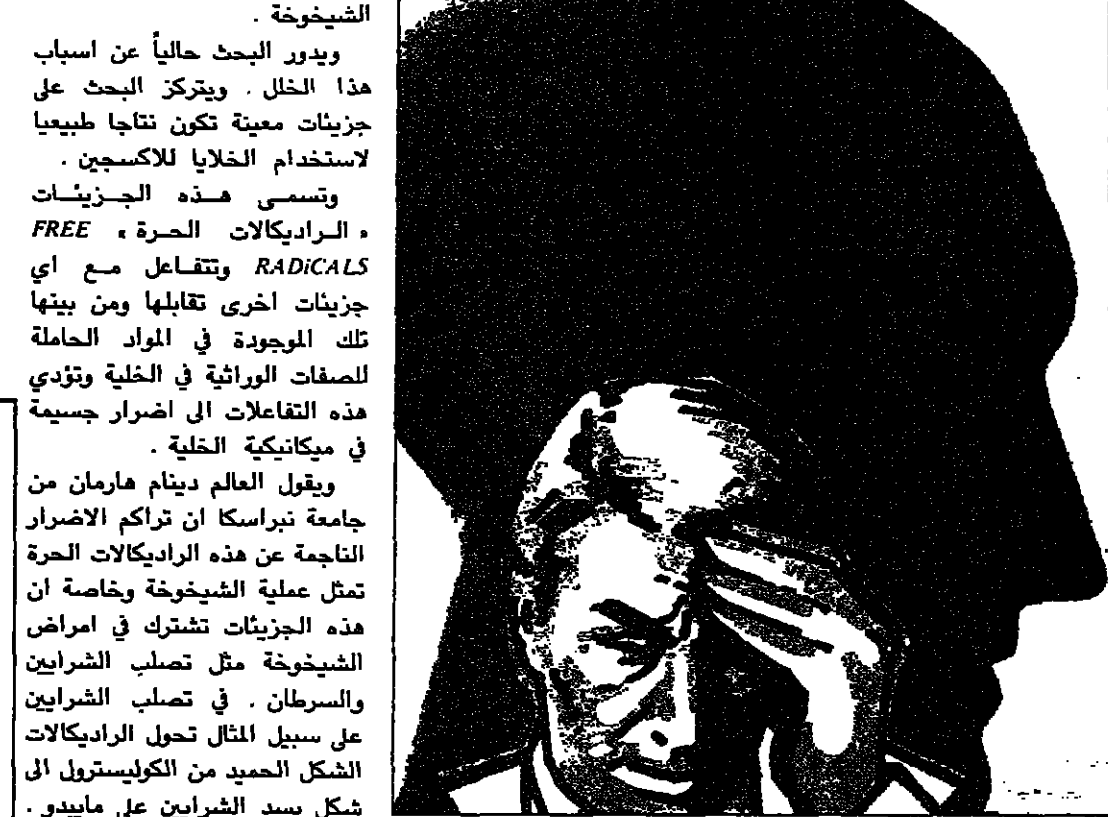 الشيخوخة .
ويدور البحث حالياً عن اسباب
هذا الخلل . ويتركز البحث على
جزيئات معينة تكون نتاجا طبيعيا
لاستخدام الخلايا للاكسجين .
وتسمى هذه الجزيئات
« الراديكالات الحرة » FREE
RADiCALS وتتفاعل مع اي
جزيئات اخرى تقابلها ومن بينها
تلك الموجودة في المواد الحاملة
للصفات الوراثية في الخلية وتؤدي
هذه التفاعلات الى اضرار جسيمة
في ميكانيكية الخلية .
ويقول العالم دينام هارمان من
جامعة نبراسكا ان تراكم الاضرار
الناجمة عن هذه الراديكالات الحرة
تمثل عملية الشيخوخة وخاصة ان
هذه الجزيئات تشترك في امراض
الشيخوخة مثل تصلب الشرايين
والسرطان . في تصلب الشرايين
على سبيل المثال تحول الراديكالات
الشكل الحميد من الكوليسترول الى
شكل يسد الشرايين على مايبدو .